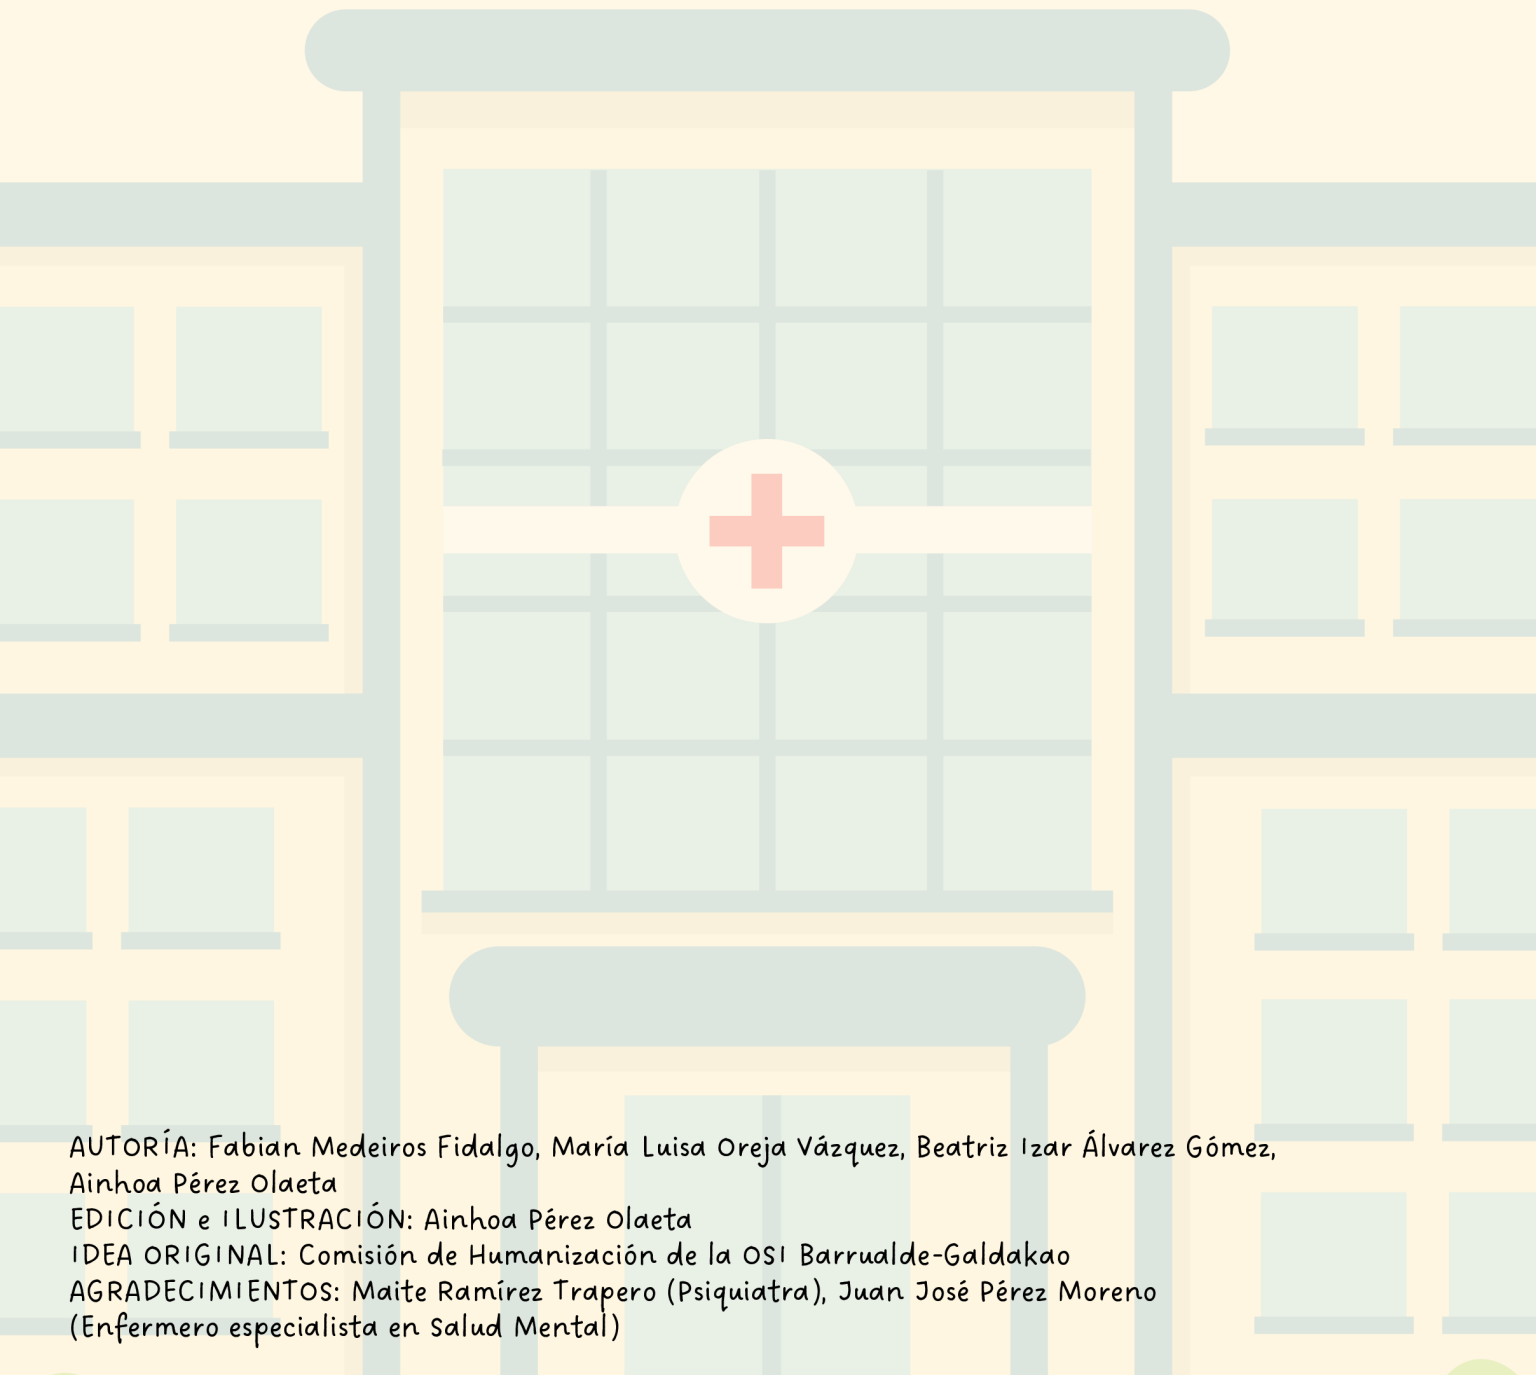 AUTORÍA: Fabian Medeiros Fidalgo, María Luisa Oreja Vázquez, Beatriz Izar Álvarez Gómez,
Ainhoa Pérez Olaeta
EDICIÓN e ILUSTRACIÓN: Ainhoa Pérez Olaeta
IDEA ORIGINAL: Comisión de Humanización de la OSI Barrualde-Galdakao
AGRADECIMIENTOS: Maite Ramírez Trapero (Psiquiatra), Juan José Pérez Moreno
(Enfermero especialista en Salud Mental)